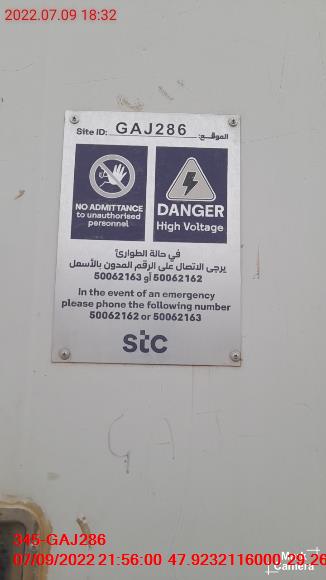 2022.07.09 18:32
Site ID: GAJ286 الموقـــع:
NO ADMITTANCE
to unauthorised
personnel
DANGER
High Voltage
في حالة الطوارئ
يرجى الاتصال على الرقم المدون بالأسفل
50062162 أو 50062163
In the event of an emergency
please phone the following number
50062162 or 50062163
stc
GA
345-GAJ286
07/09/2022 21:56:00 47.9232116000 29.26
Camera